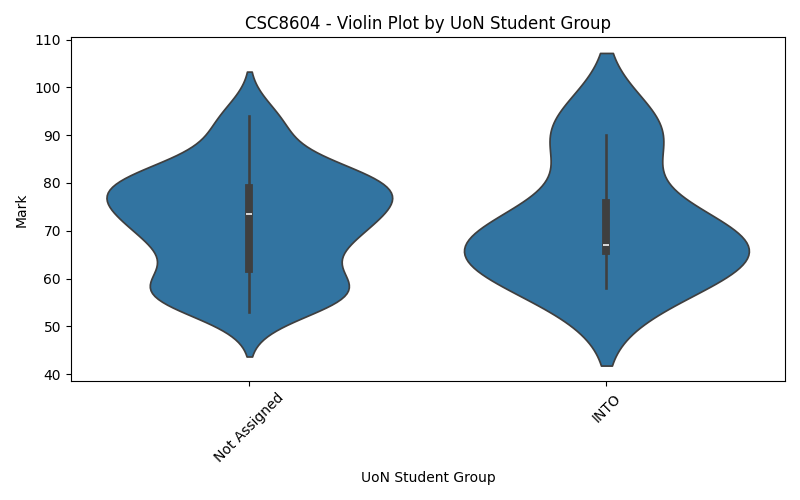 CSC8604 - Violin Plot by UoN Student Group
Mark
110
100
90
80
70
60
50
40
Not Assigned
INTO
UoN Student Group